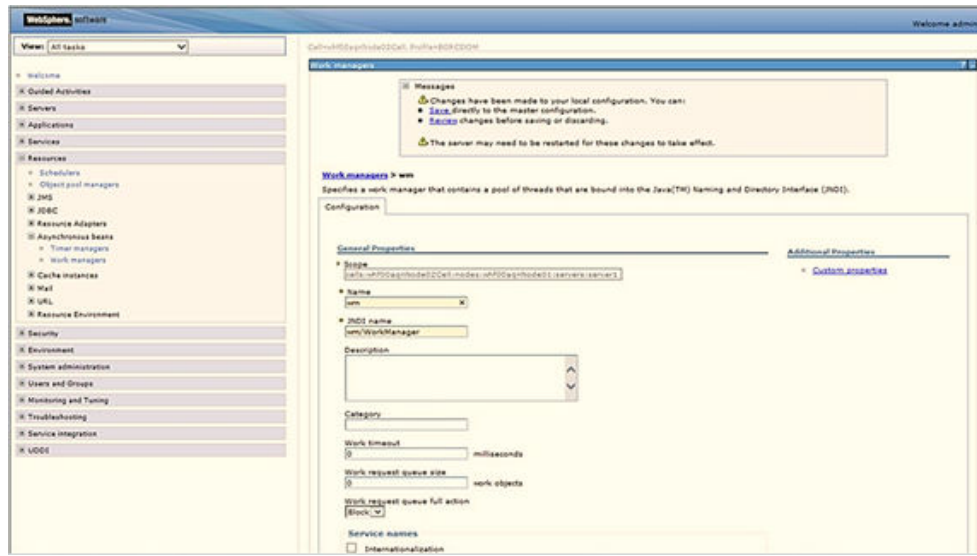 WebSphere. software
Welcome admin
View: All tasks
Welcome
Guided Activities
Servers
Applications
Services
Resources
Schedulers
Object pool managers
JMS
JDBC
Resource Adapters
Asynchronous beans
Timer managers
Work managers
Cache instances
Mail
URL
Resource Environment
Security
Environment
System administration
Users and Groups
Monitoring and Tuning
Troubleshooting
Service integration
UDDI
Work managers
? -
Messages
Changes have been made to your local configuration. You can:
Save directly to the master configuration.
Review changes before saving or discarding.
The server may need to be restarted for these changes to take effect.
Work managers > wm
Specifies a work manager that contains a pool of threads that are bound into the Java(TM) Naming and Directory Interface (JNDI).
Configuration
General Properties
* Scope
* Name
wm
* JNDI name
wm/WorkManager
Description
Category
Work timeout
0 milliseconds
Work request queue size
0 work objects
Work request queue full action
Block
Service names
Internationalization
Additional Properties
Custom properties